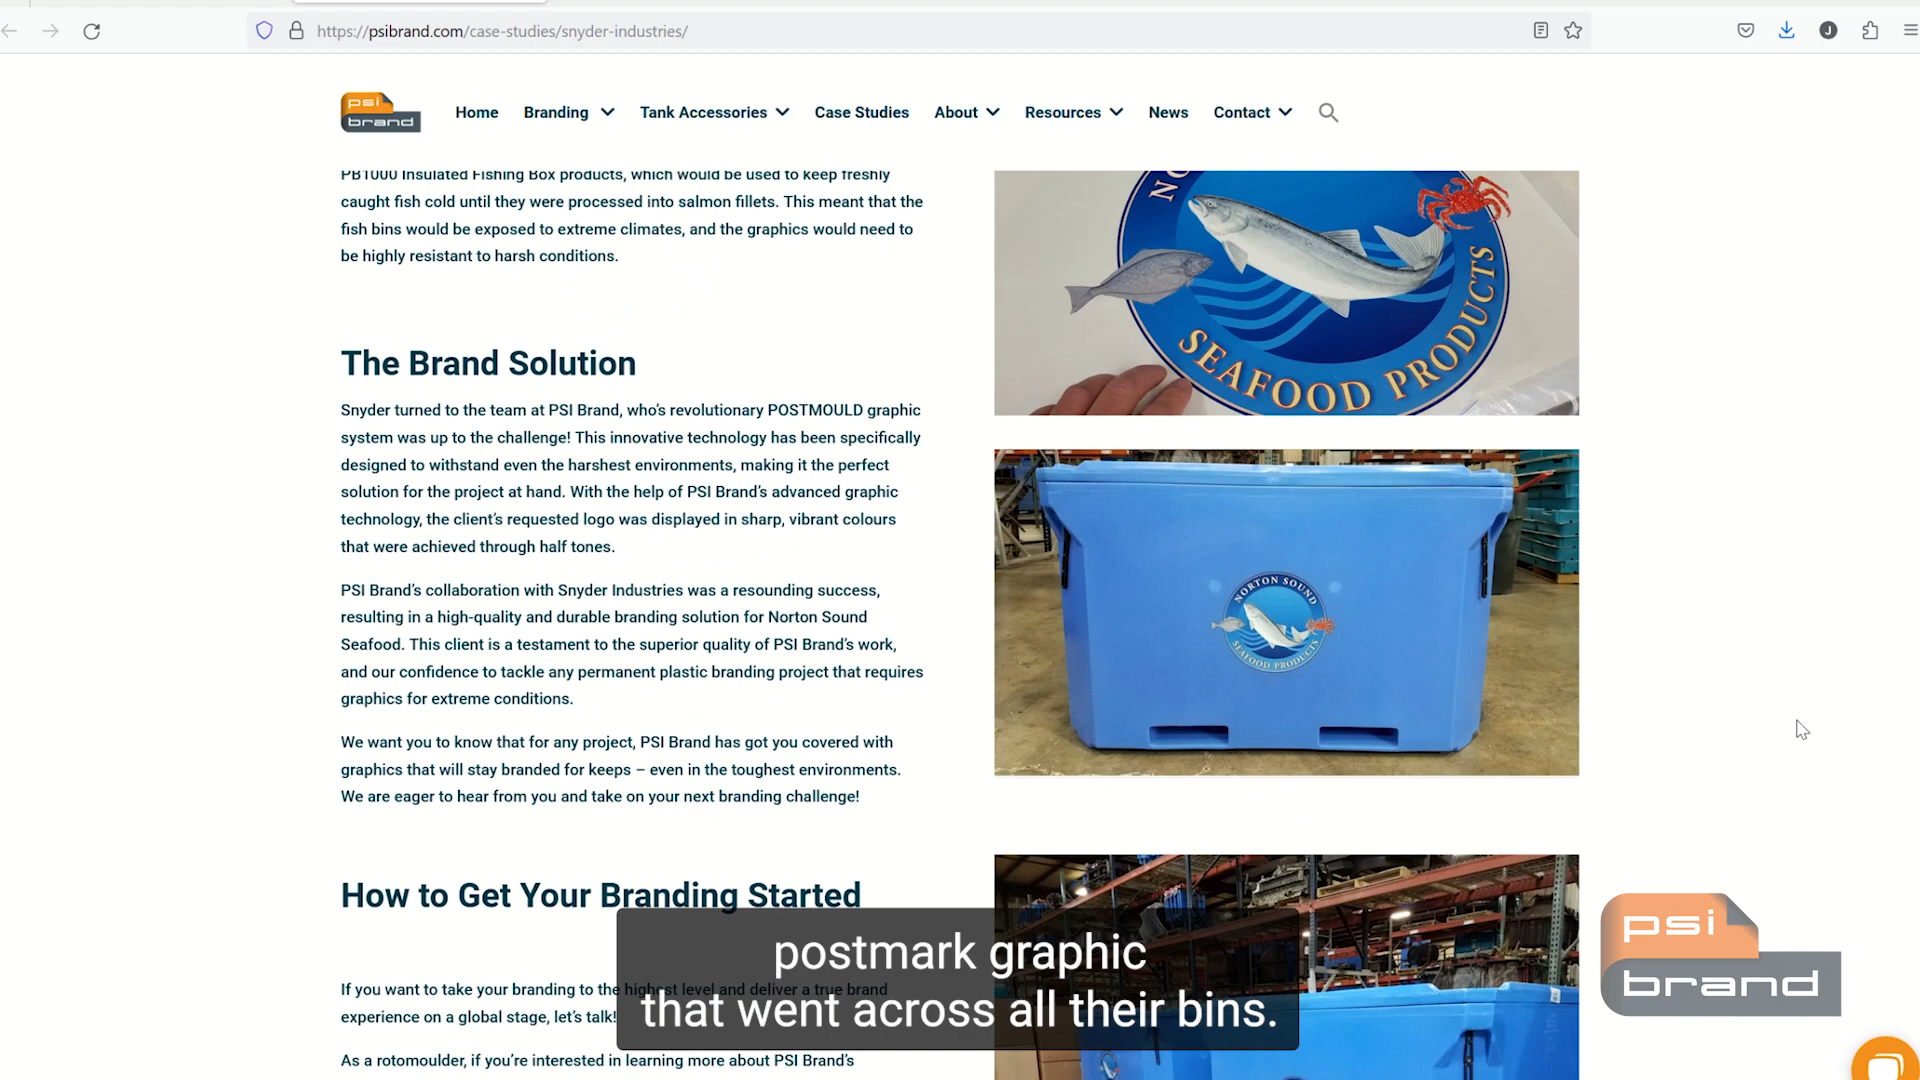 https://psibrand.com/case-studies/snyder-industries/
J
psi
brand
Home
Branding
Tank Accessories
Case Studies
About
Resources
News
Contact
PB1000 Insulated Fishing Box products, which would be used to keep freshly
caught fish cold until they were processed into salmon fillets. This meant that the
fish bins would be exposed to extreme climates, and the graphics would need to
be highly resistant to harsh conditions.
NO
SEAFOOD PRODUCTS
The Brand Solution
Snyder turned to the team at PSI Brand, who's revolutionary POSTMOULD graphic
system was up to the challenge! This innovative technology has been specifically
designed to withstand even the harshest environments, making it the perfect
solution for the project at hand. With the help of PSI Brand's advanced graphic
technology, the client's requested logo was displayed in sharp, vibrant colours
that were achieved through half tones.
PSI Brand's collaboration with Snyder Industries was a resounding success,
resulting in a high-quality and durable branding solution for Norton Sound
Seafood. This client is a testament to the superior quality of PSI Brand's work,
and our confidence to tackle any permanent plastic branding project that requires
graphics for extreme conditions.
NORTON SOUND
SEAFOOD PRODUCTS
We want you to know that for any project, PSI Brand has got you covered with
graphics that will stay branded for keeps – even in the toughest environments.
We are eager to hear from you and take on your next branding challenge!
How to Get Your Branding Started
If you want to take your branding to the highest level and deliver a true brand
experience on a global stage, let's talk!
As a rotomoulder, if you're interested in learning more about PSI Brand's
postmark graphic
that went across all their bins.
psi
brand